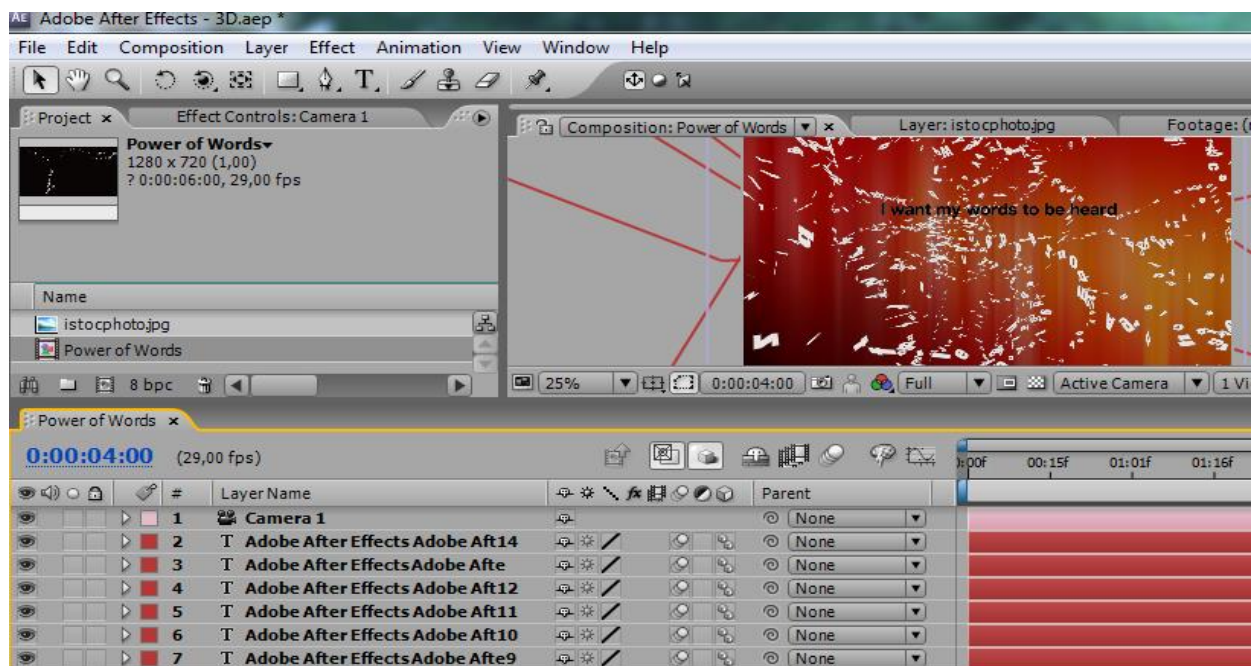 AE Adobe After Effects - 3D.aep *
File Edit Composition Layer Effect Animation View Window Help
T
Project × Effect Controls: Camera 1
Power of Words
1280 x 720 (1,00)
? 0:00:06:00, 29,00 fps
Name
istocphoto.jpg
Power of Words
8 bpc
Composition: Power of Words × Layer: istocphoto.jpg Footage: (
I want my words to be heard
25% 0:00:04:00 Full Active Camera 1 Vi
Power of Words ×
0:00:04:00 (29,00 fps)
):00f 00:15f 01:01f 01:16f
# Layer Name fx Parent
1 Camera 1 None
2 T Adobe After Effects Adobe Aft14 None
3 T Adobe After Effects Adobe Afte None
4 T Adobe After Effects Adobe Aft12 None
5 T Adobe After Effects Adobe Aft11 None
6 T Adobe After Effects Adobe Aft10 None
7 T Adobe After Effects Adobe Afte9 None